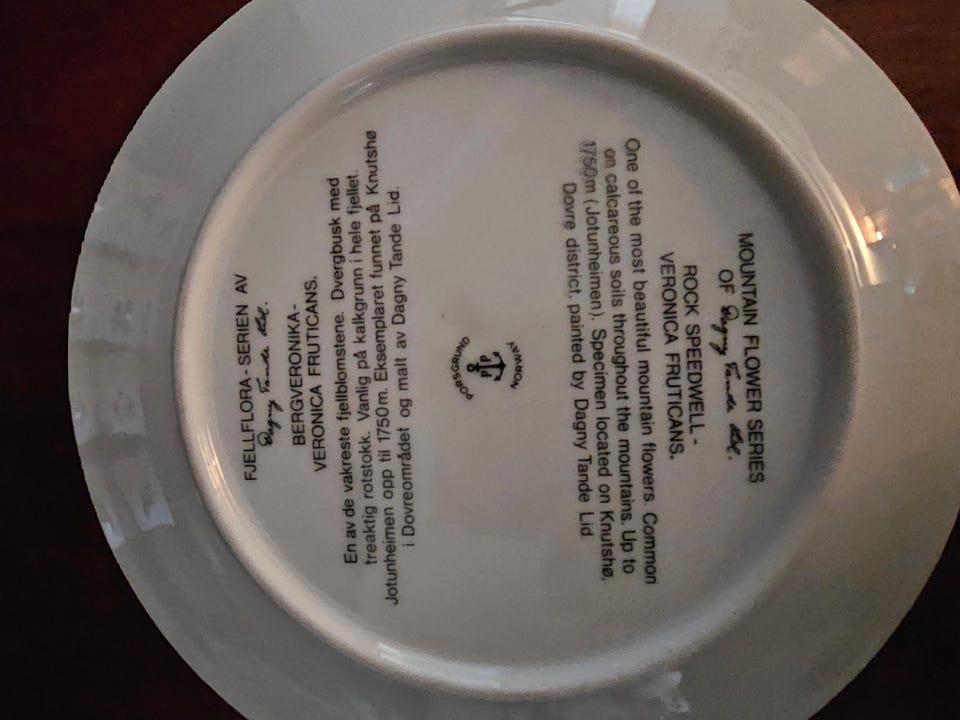 FJELLFLORA-SERIEN AV
Dagny Tande Lid.
BERGVERONIKA-
VERONICA FRUTICANS.
En av de vakreste fjellblomstene. Dvergbusk med
treaktig rotstokk. Vanlig på kalkgrunn i hele fjellet.
Jotunheimen opp til 1750m. Eksemplaret funnet på Knutshø
i Dovreområdet og malt av Dagny Tande Lid.
PORSGRUND
PP
NORWAY
MOUNTAIN FLOWER SERIES
OF Dagny Tande Lid.
ROCK SPEEDWELL-
VERONICA FRUTICANS.
One of the most beautiful mountain flowers. Common
on calcareous soils throughout the mountains. Up to
1750m (Jotunheimen). Specimen located on Knutshø,
Dovre district, painted by Dagny Tande Lid